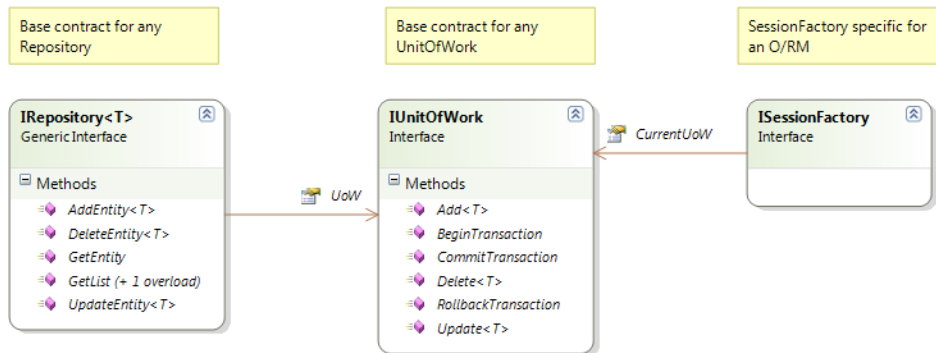 Base contract for any
Repository
Base contract for any
UnitOfWork
SessionFactory specific for
an O/RM
IRepository<T>
Generic Interface
Methods
AddEntity<T>
DeleteEntity<T>
GetEntity
GetList (+ 1 overload)
UpdateEntity<T>
UoW
IUnitOfWork
Interface
Methods
Add<T>
BeginTransaction
CommitTransaction
Delete<T>
RollbackTransaction
Update<T>
CurrentUoW
ISessionFactory
Interface